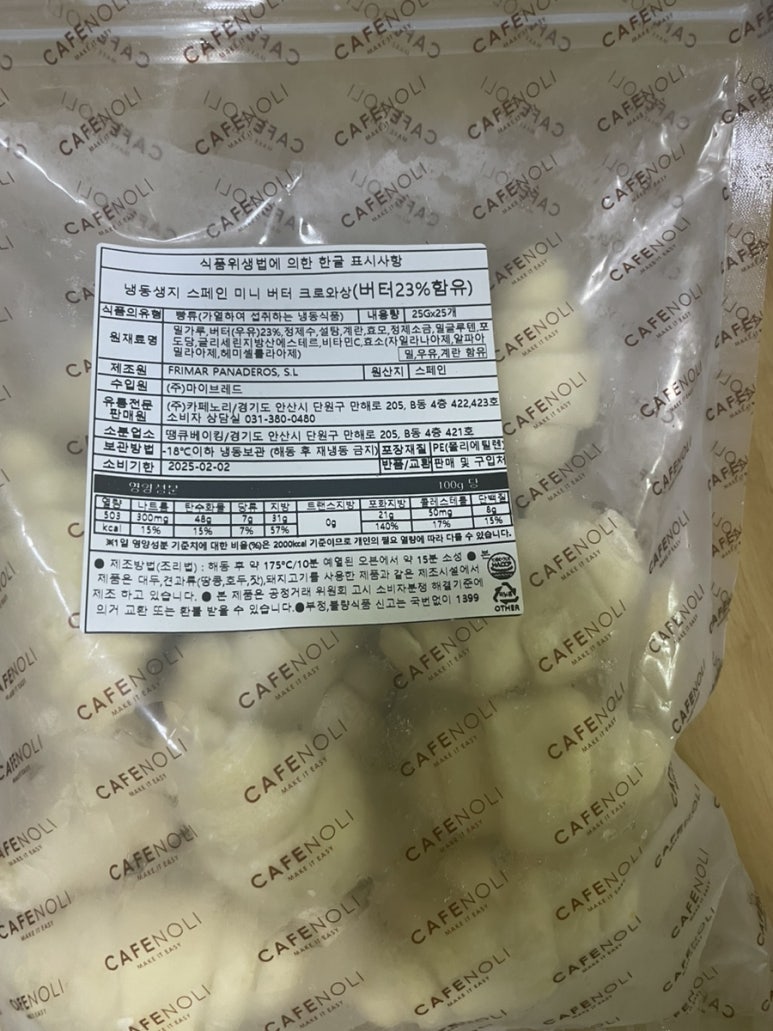 CAFENOLI
MAKE IT EASY
식품위생법에 의한 한글 표시사항
냉동생지 스페인 미니 버터 크로와상(버터23%함유)
식품의유형 빵류(가열하여 섭취하는 냉동식품) 내용량 25Gx25개
원재료명 밀가루,버터(우유)23%,정제수,설탕,계란,효모,정제소금,밀글루텐,포
도당,글리세린지방산에스테르,비타민C,효소(자일라나아제,알파아
밀라아제,헤미셀룰라아제) 밀,우유,계란 함유
제조원 FRIMAR PANADEROS, S.L 원산지 스페인
수입원 (주)마이브레드
유통전문 판매원 (주)카페노리/경기도 안산시 단원구 만해로 205, B동 4층 422,423호
소비자 상담실 031-380-0480
소분업소 땡큐베이킹/경기도 안산시 단원구 만해로 205, B동 4층 421호
보관방법 -18℃이하 냉동보관 (해동 후 재냉동 금지) 포장재질 PE(폴리에틸렌
소비기한 2025-02-02 반품/교환 판매 및 구입처
영양성분 100g 당
열량 나트륨 탄수화물 당류 지방 트랜스지방 포화지방 콜레스테롤 단백질
503 300mg 48g 7g 31g 0g 21g 50mg 8g
kcal 15% 15% 7% 57% 140% 17% 15%
※1일 영양성분 기준치에 대한 비율(%)은 2000kcal 기준이므로 개인의 필요 열량에 따라 다를 수 있습니다.
● 제조방법(조리법) : 해동 후 약 175℃/10분 예열된 오븐에서 약 15분 소성 ● 본
제품은 대두,견과류(땅콩,호두,잣),돼지고기를 사용한 제품과 같은 제조시설에서
제조 하고 있습니다. ● 본 제품은 공정거래 위원회 고시 소비자분쟁 해결기준에
의거 교환 또는 환불 받을 수 있습니다.●부정,불량식품 신고는 국번없이 1399
HACCP
OTHER